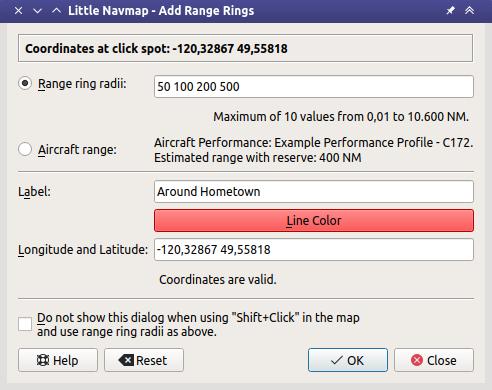 Little Navmap - Add Range Rings
Coordinates at click spot: -120,32867 49,55818
Range ring radii: 50 100 200 500
Maximum of 10 values from 0,01 to 10.600 NM.
Aircraft range: Aircraft Performance: Example Performance Profile - C172.
Estimated range with reserve: 400 NM
Label: Around Hometown
Line Color
Longitude and Latitude: -120,32867 49,55818
Coordinates are valid.
Do not show this dialog when using "Shift+Click" in the map
and use range ring radii as above.
Help Reset OK Close